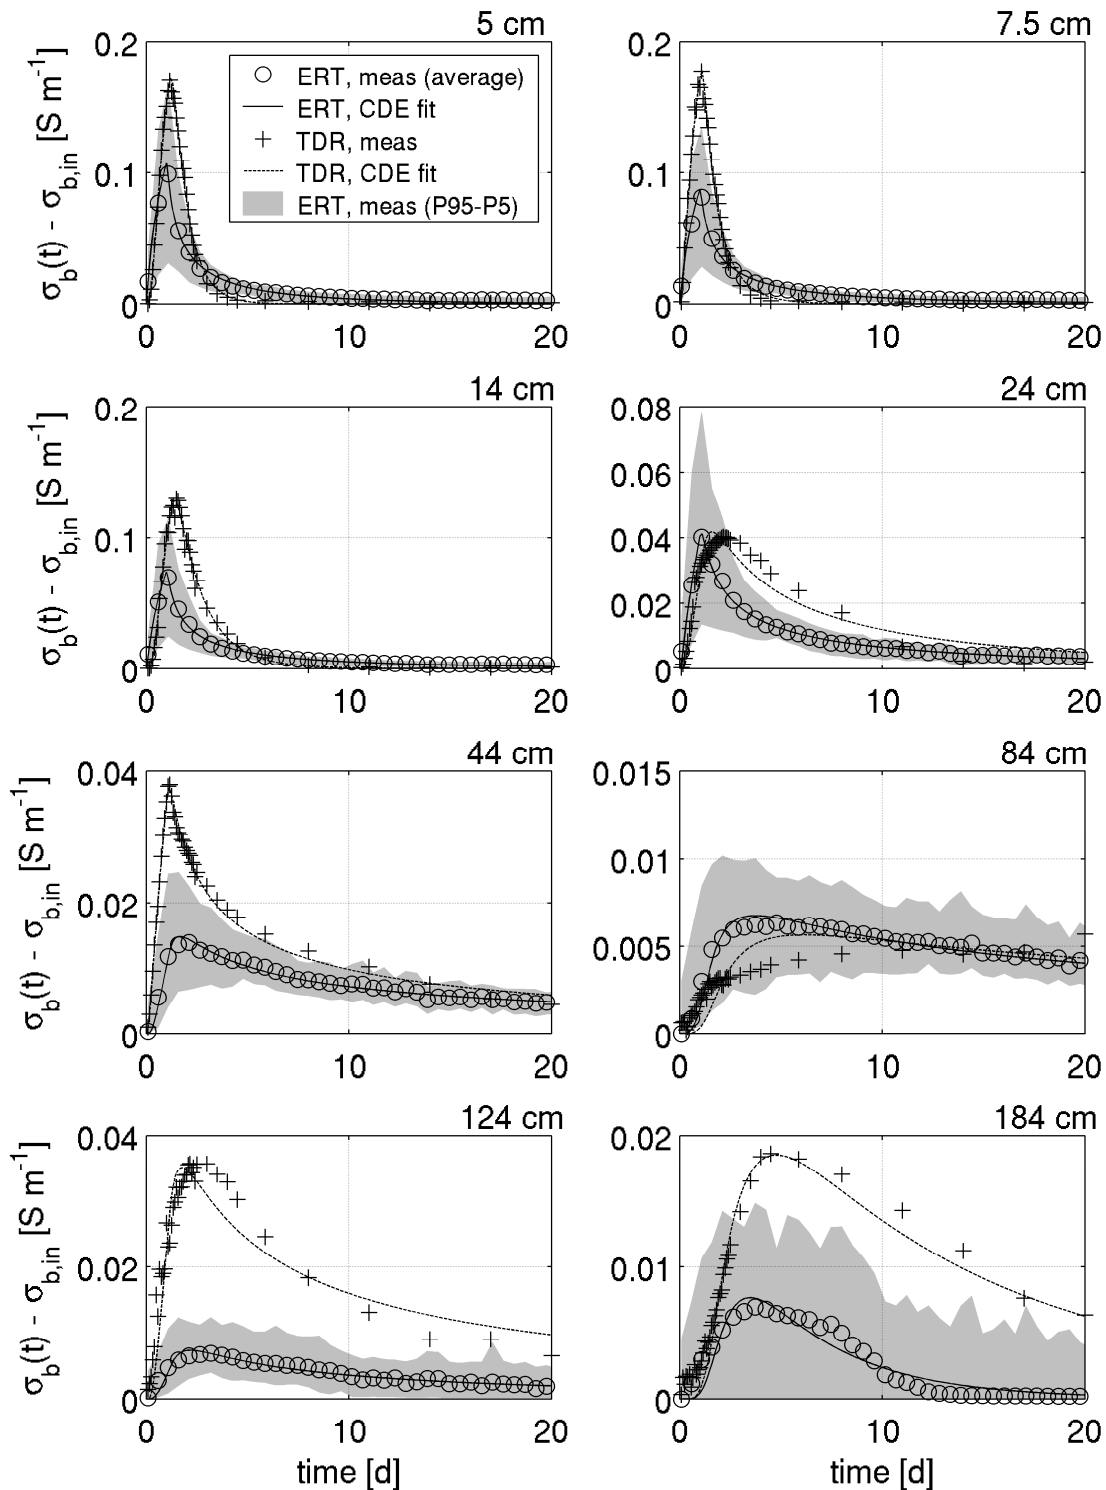 5 cm
0.2
0.1
0
0 10 20
σb(t) - σb,in [S m-1]
ERT, meas (average)
ERT, CDE fit
TDR, meas
TDR, CDE fit
ERT, meas (P95-P5)
7.5 cm
0.2
0.1
0
0 10 20
14 cm
0.2
0.1
0
0 10 20
σb(t) - σb,in [S m-1]
24 cm
0.08
0.06
0.04
0.02
0
0 10 20
44 cm
0.04
0.02
0
0 10 20
σb(t) - σb,in [S m-1]
84 cm
0.015
0.01
0.005
0
0 10 20
124 cm
0.04
0.02
0
0 10 20
σb(t) - σb,in [S m-1]
time [d]
184 cm
0.02
0.01
0
0 10 20
time [d]